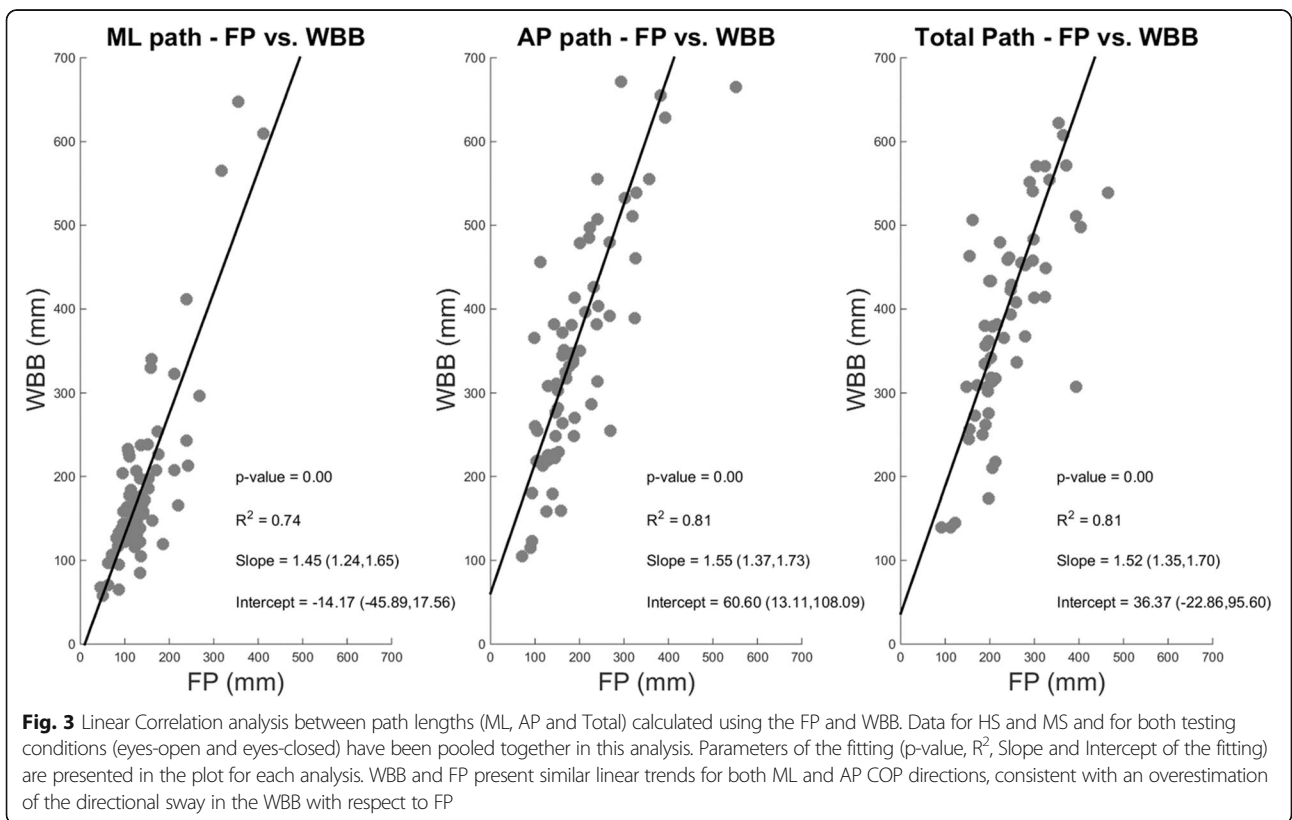 ML path - FP vs. WBB
700
600
500
400
300
200
100
0
WBB (mm)
p-value = 0.00
R² = 0.74
Slope = 1.45 (1.24,1.65)
Intercept = -14.17 (-45.89,17.56)
100 200 300 400 500 600 700
FP (mm)
AP path - FP vs. WBB
700
600
500
400
300
200
100
0
WBB (mm)
p-value = 0.00
R² = 0.81
Slope = 1.55 (1.37,1.73)
Intercept = 60.60 (13.11,108.09)
0 100 200 300 400 500 600 700
FP (mm)
Total Path - FP vs. WBB
700
600
500
400
300
200
100
0
WBB (mm)
p-value = 0.00
R² = 0.81
Slope = 1.52 (1.35,1.70)
Intercept = 36.37 (-22.86,95.60)
0 100 200 300 400 500 600 700
FP (mm)
Fig. 3 Linear Correlation analysis between path lengths (ML, AP and Total) calculated using the FP and WBB. Data for HS and MS and for both testing
conditions (eyes-open and eyes-closed) have been pooled together in this analysis. Parameters of the fitting (p-value, R², Slope and Intercept of the fitting)
are presented in the plot for each analysis. WBB and FP present similar linear trends for both ML and AP COP directions, consistent with an overestimation
of the directional sway in the WBB with respect to FP